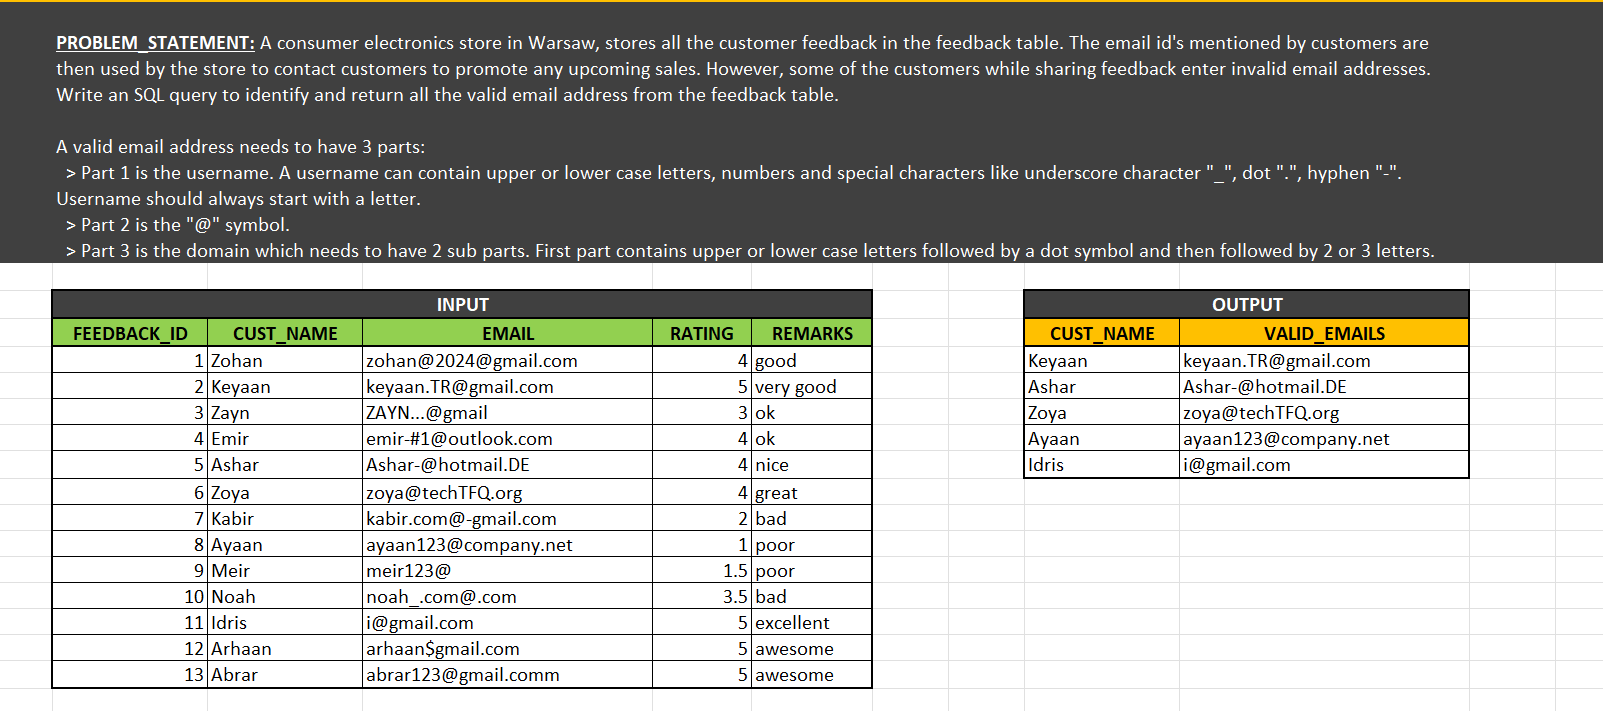 PROBLEM_STATEMENT: A consumer electronics store in Warsaw, stores all the customer feedback in the feedback table. The email id's mentioned by customers are
then used by the store to contact customers to promote any upcoming sales. However, some of the customers while sharing feedback enter invalid email addresses.
Write an SQL query to identify and return all the valid email address from the feedback table.
A valid email address needs to have 3 parts:
> Part 1 is the username. A username can contain upper or lower case letters, numbers and special characters like underscore character "_", dot ".", hyphen "-".
Username should always start with a letter.
> Part 2 is the "@" symbol.
> Part 3 is the domain which needs to have 2 sub parts. First part contains upper or lower case letters followed by a dot symbol and then followed by 2 or 3 letters.
INPUT
FEEDBACK_ID CUST_NAME EMAIL RATING REMARKS
1 Zohan zohan@2024@gmail.com 4 good
2 Keyaan keyaan.TR@gmail.com 5 very good
3 Zayn ZAYN...@gmail 3 ok
4 Emir emir-#1@outlook.com 4 ok
5 Ashar Ashar-@hotmail.DE 4 nice
6 Zoya zoya@techTFQ.org 4 great
7 Kabir kabir.com@-gmail.com 2 bad
8 Ayaan ayaan123@company.net 1 poor
9 Meir meir123@ 1.5 poor
10 Noah noah_.com@.com 3.5 bad
11 Idris i@gmail.com 5 excellent
12 Arhaan arhaan$gmail.com 5 awesome
13 Abrar abrar123@gmail.comm 5 awesome
OUTPUT
CUST_NAME VALID_EMAILS
Keyaan keyaan.TR@gmail.com
Ashar Ashar-@hotmail.DE
Zoya zoya@techTFQ.org
Ayaan ayaan123@company.net
Idris i@gmail.com